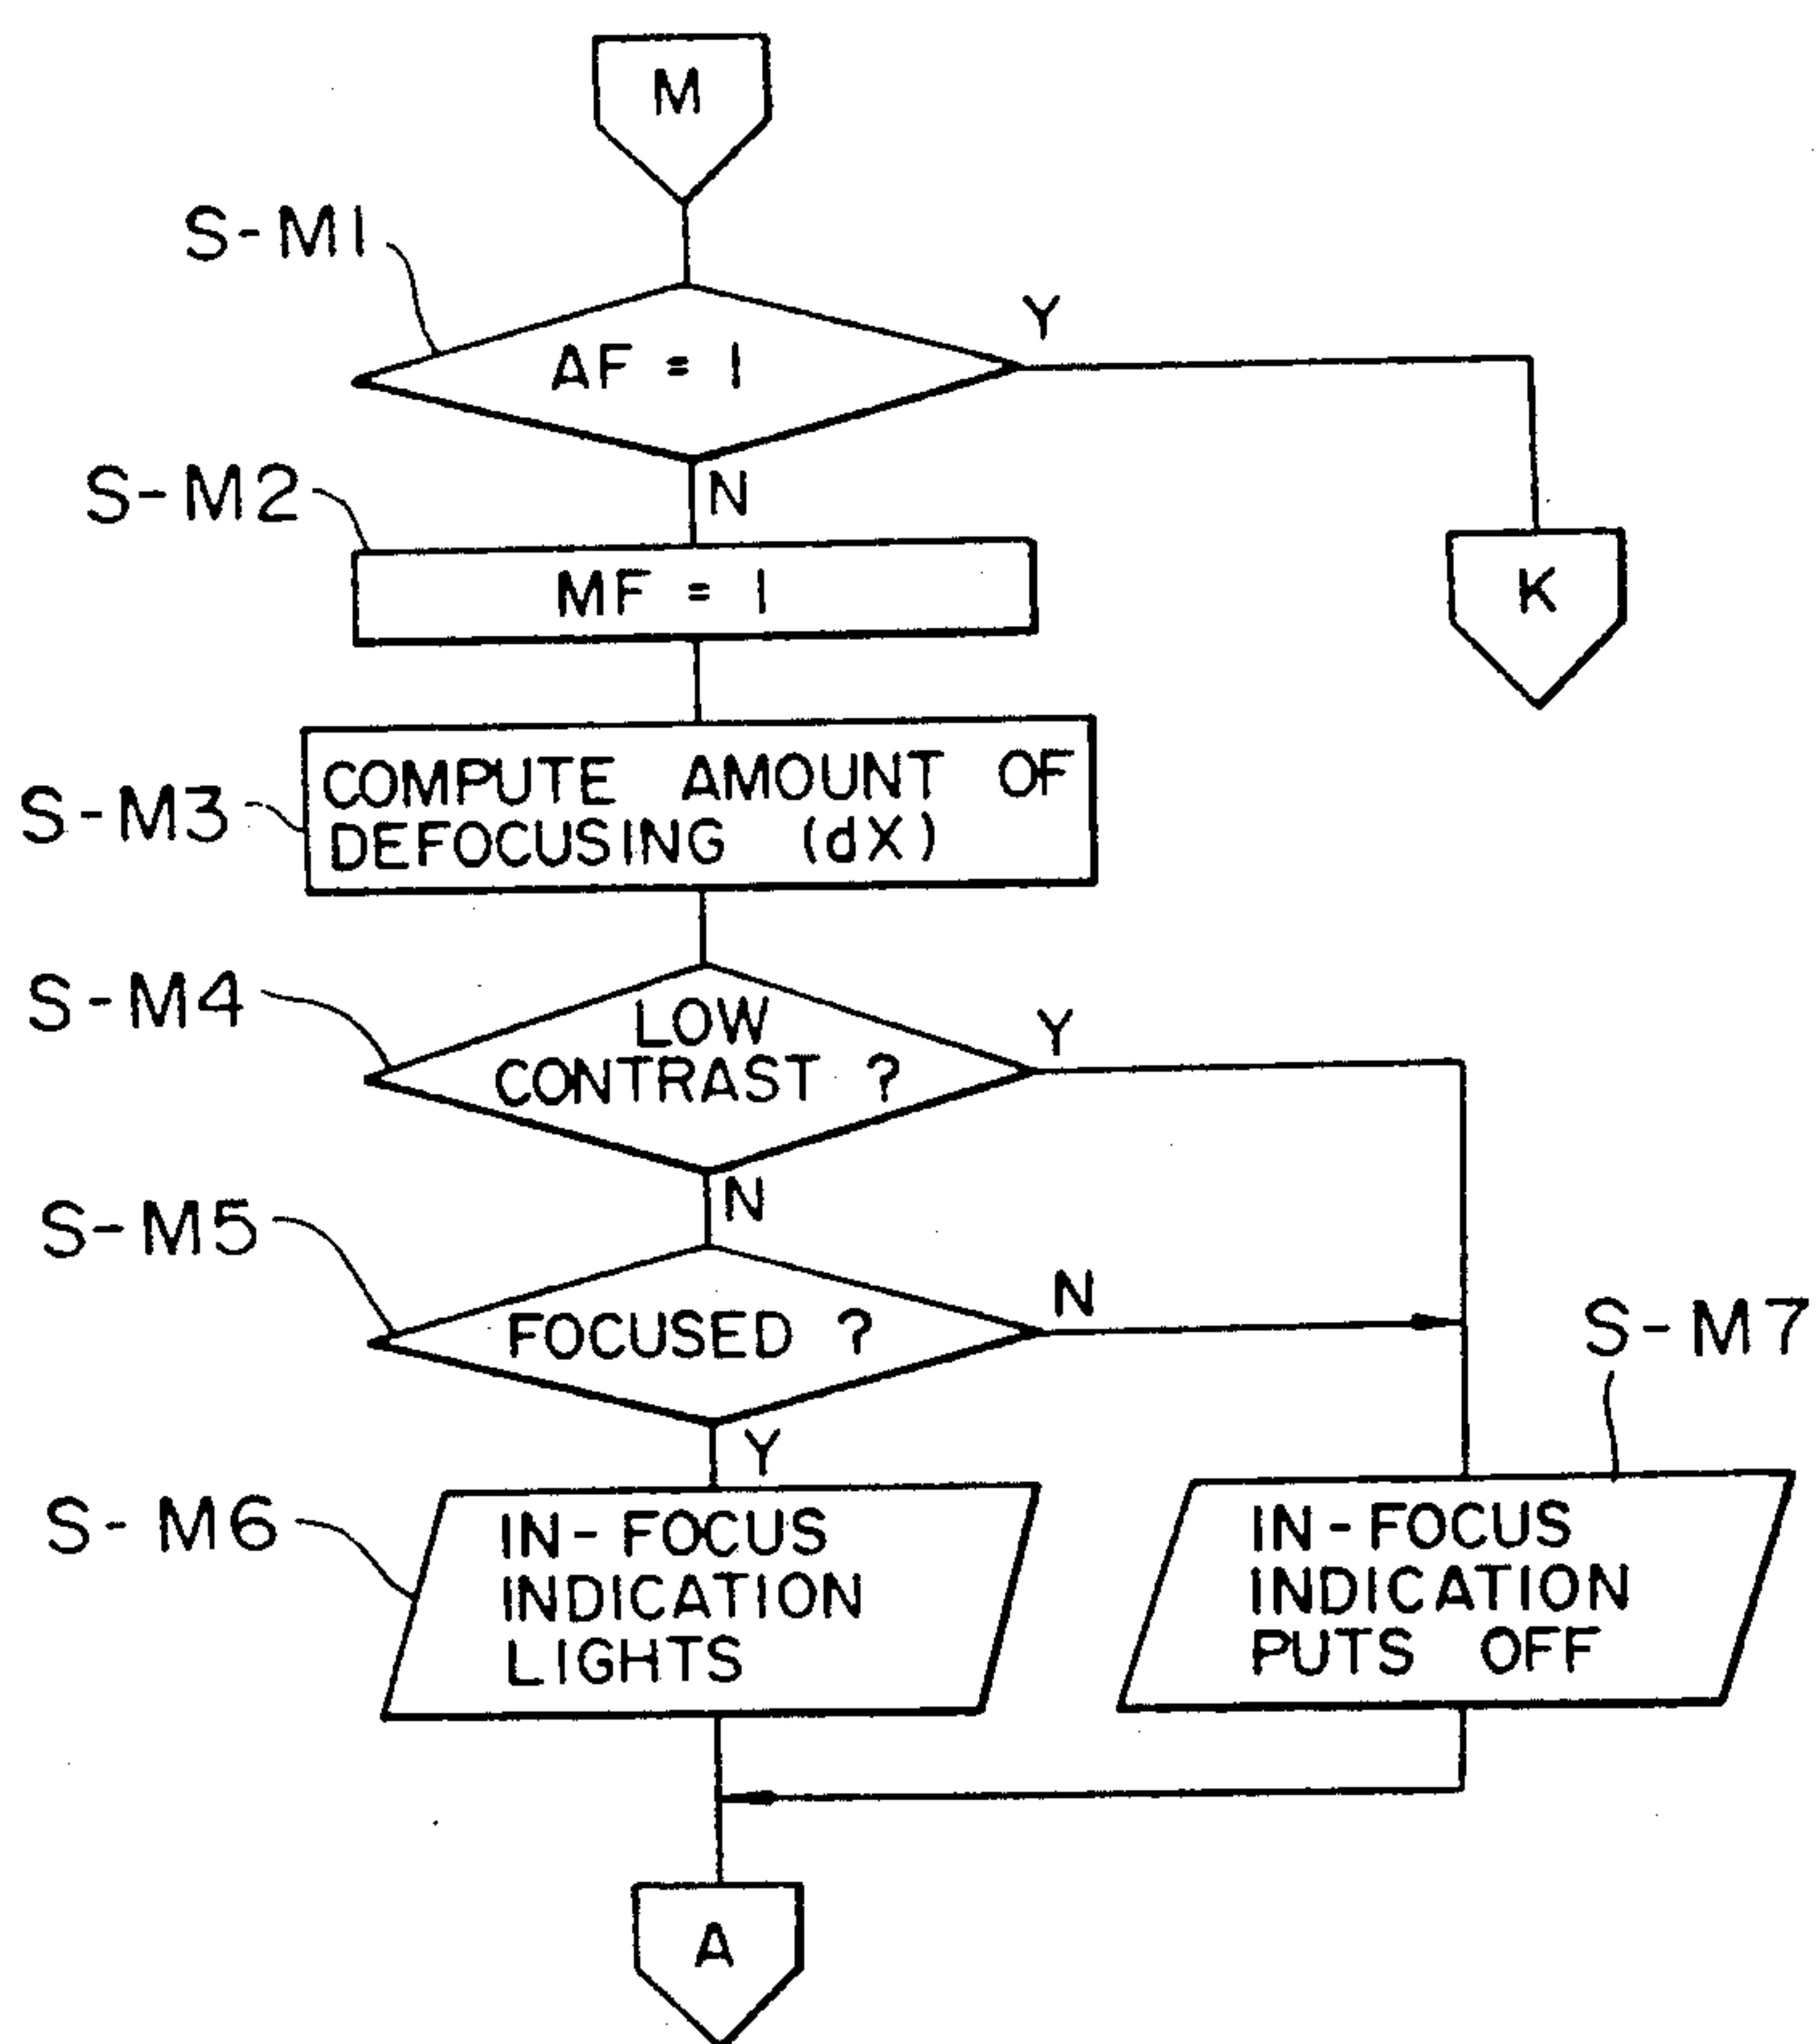 M
S-M1
AF = 1
Y
N
S-M2
MF = 1
K
S-M3
COMPUTE AMOUNT OF
DEFOCUSING (dX)
S-M4
LOW
CONTRAST ?
Y
N
S-M5
FOCUSED ?
N
S-M7
Y
S-M6
IN-FOCUS
INDICATION
LIGHTS
IN-FOCUS
INDICATION
PUTS OFF
A